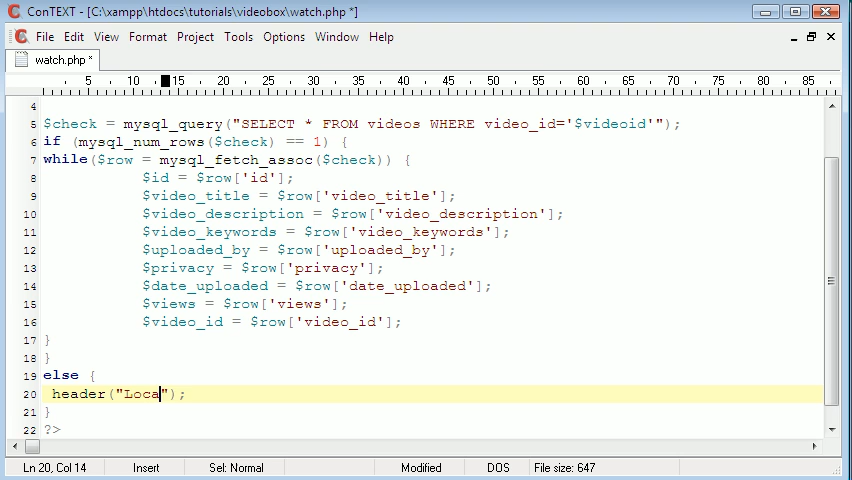 ConTEXT - [C:\xampp\htdocs\tutorials\videobox\watch.php *]
File Edit View Format Project Tools Options Window Help
watch.php *
5 10 15 20 25 30 35 40 45 50 55 60 65 70 75 80 85
4
5 $check = mysql_query("SELECT * FROM videos WHERE video_id='$videoid'");
6 if (mysql_num_rows($check) == 1) {
7 while($row = mysql_fetch_assoc($check)) {
8 $id = $row['id'];
9 $video_title = $row['video_title'];
10 $video_description = $row['video_description'];
11 $video_keywords = $row['video_keywords'];
12 $uploaded_by = $row['uploaded_by'];
13 $privacy = $row['privacy'];
14 $date_uploaded = $row['date_uploaded'];
15 $views = $row['views'];
16 $video_id = $row['video_id'];
17 }
18 }
19 else {
20 header("Loca");
21 }
22 ?>
Ln 20, Col 14 Insert Sel: Normal Modified DOS File size: 647